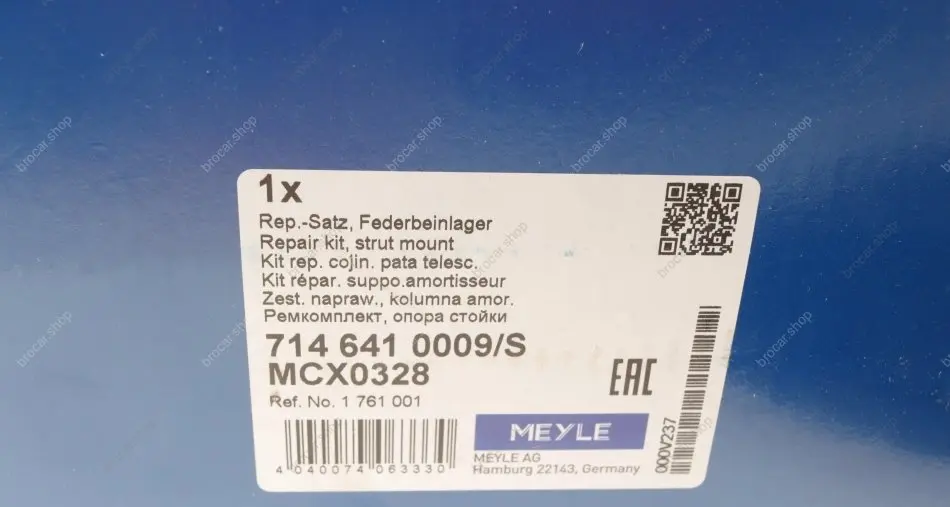 1x
Rep.-Satz, Federbeinlager
Repair kit, strut mount
Kit rep. cojin. pata telesc.
Kit répar. suppo.amortisseur
Zest. napraw., kolumna amor.
Ремкомплект, опора стойки
714 641 0009/S
MCX0328
Ref. No. 1 761 001
EAC
MEYLE
MEYLE AG
Hamburg 22143, Germany
4 040074 063330
000V237
brocar.shop